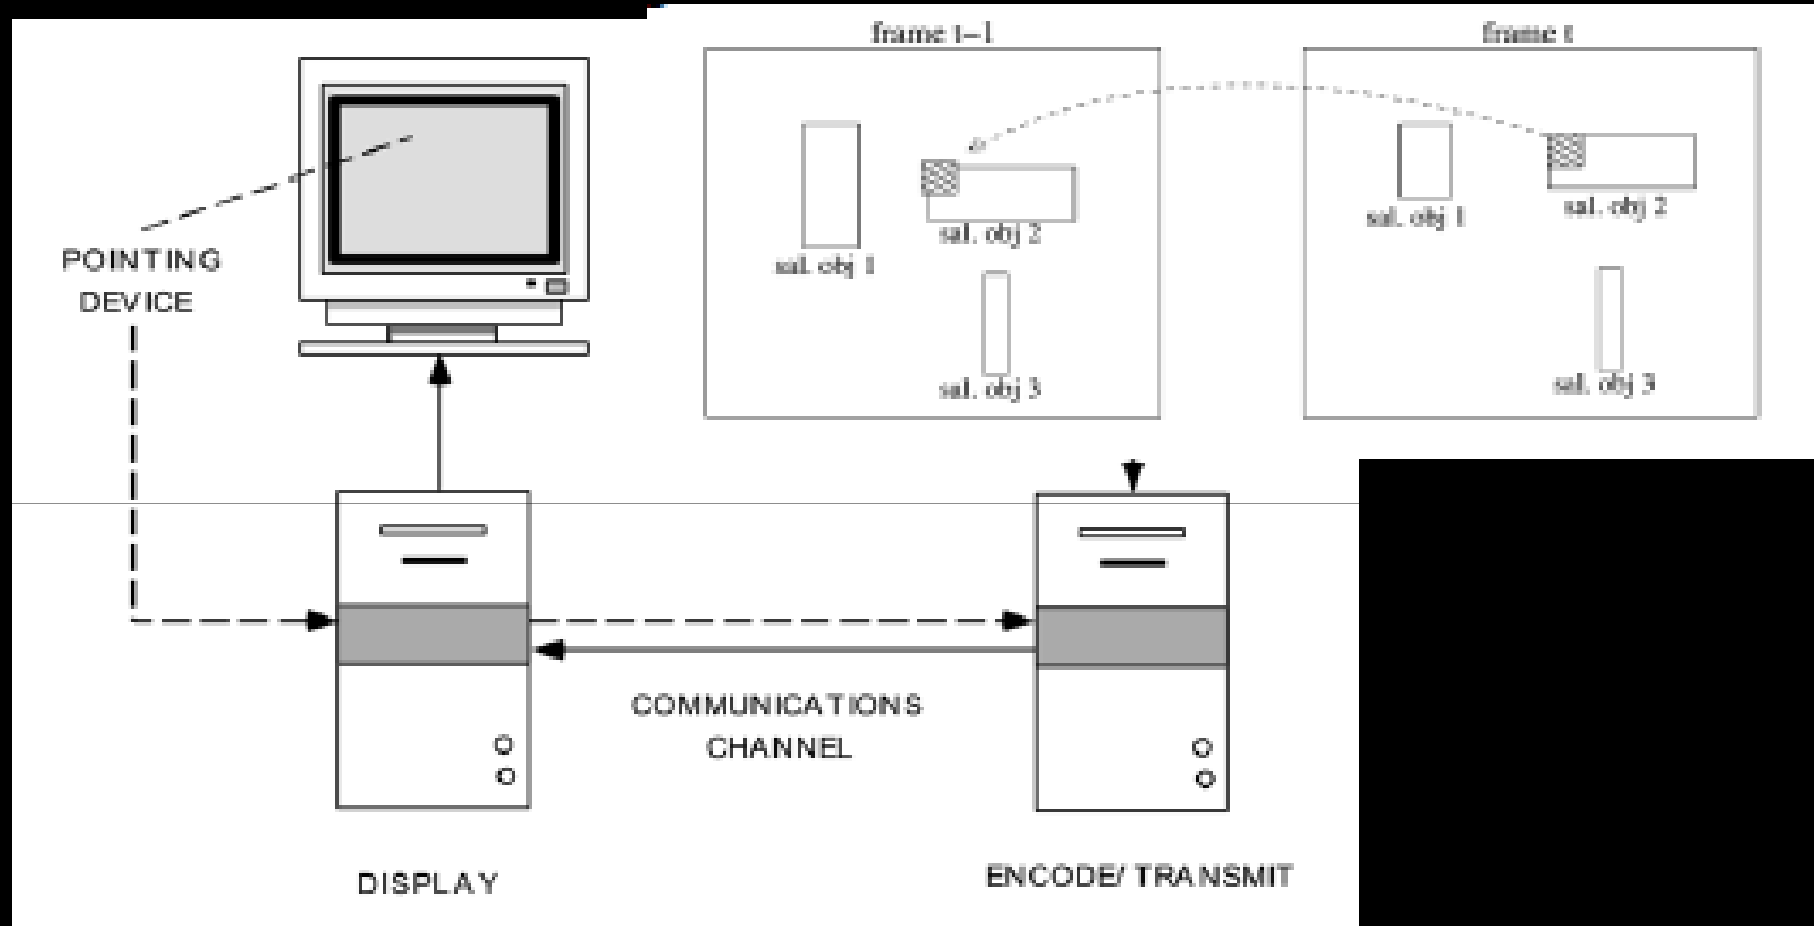 frame t-1
frame t
sal. obj 1
sal. obj 2
sal. obj 3
sal. obj 1
sal. obj 2
sal. obj 3
POINTING
DEVICE
COMMUNICATIONS
CHANNEL
DISPLAY
ENCODE/ TRANSMIT